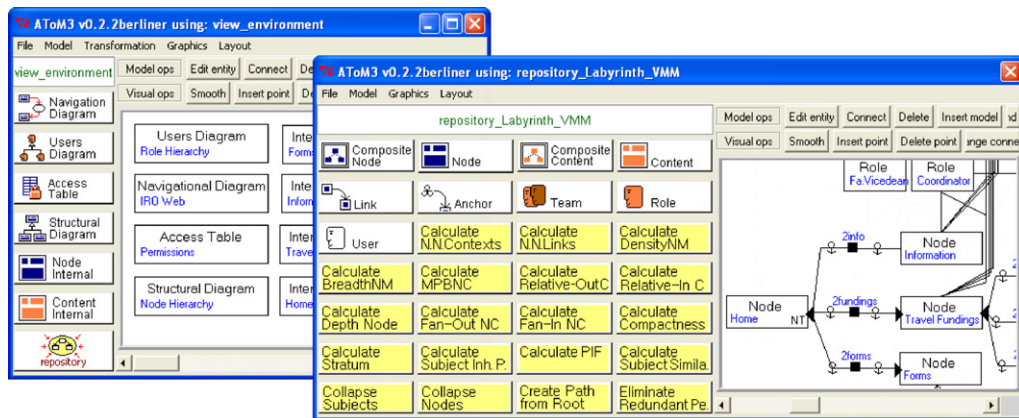 AToM3 v0.2.2berliner using: view_environment
File Model Transformation Graphics Layout
view_environment
Model ops Edit entity Connect
Visual ops Smooth Insert point
Navigation
Diagram
Users
Diagram
Access
Table
Structural
Diagram
Node
Internal
Content
Internal
repository
Users Diagram
Role Hierarchy
Navigational Diagram
IRO Web
Access Table
Permissions
Structural Diagram
Node Hierarchy
AToM3 v0.2.2berliner using: repository_Labyrinth_VMM
File Model Graphics Layout
repository_Labyrinth_VMM
Model ops Edit entity Connect Delete Insert model
Visual ops Smooth Insert point Delete point
Composite
Node
Node
Composite
Content
Content
Link
Anchor
Team
Role
User
Calculate
N.N.Contexts
Calculate
N.N.Links
Calculate
DensityNM
Calculate
BreadthNM
Calculate
MPBNC
Calculate
Relative-OutC
Calculate
Relative-In C
Calculate
Depth Node
Calculate
Fan-Out NC
Calculate
Fan-In NC
Calculate
Compactness
Calculate
Stratum
Calculate
Subject Inh. P.
Calculate PIF
Calculate
Subject Simila.
Collapse
Subjects
Collapse
Nodes
Create Path
from Root
Eliminate
Redundant Pe.
Role
Fa.Vicedean
Role
Coordinator
2info
Node
Information
Node
Home NT
2fundings
Node
Travel Fundings
2forms
Node
Forms